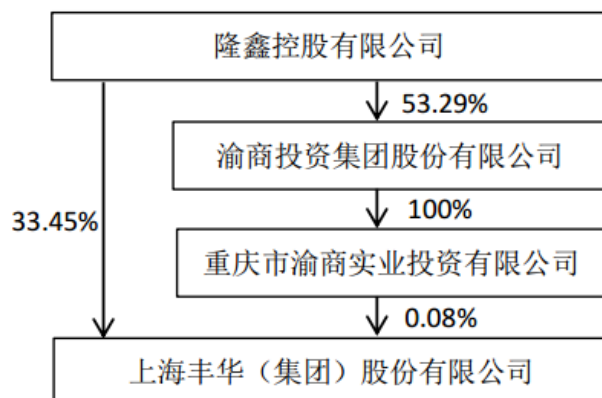 隆鑫控股有限公司
53.29%
渝商投资集团股份有限公司
100%
33.45%
重庆市渝商实业投资有限公司
0.08%
上海丰华（集团）股份有限公司